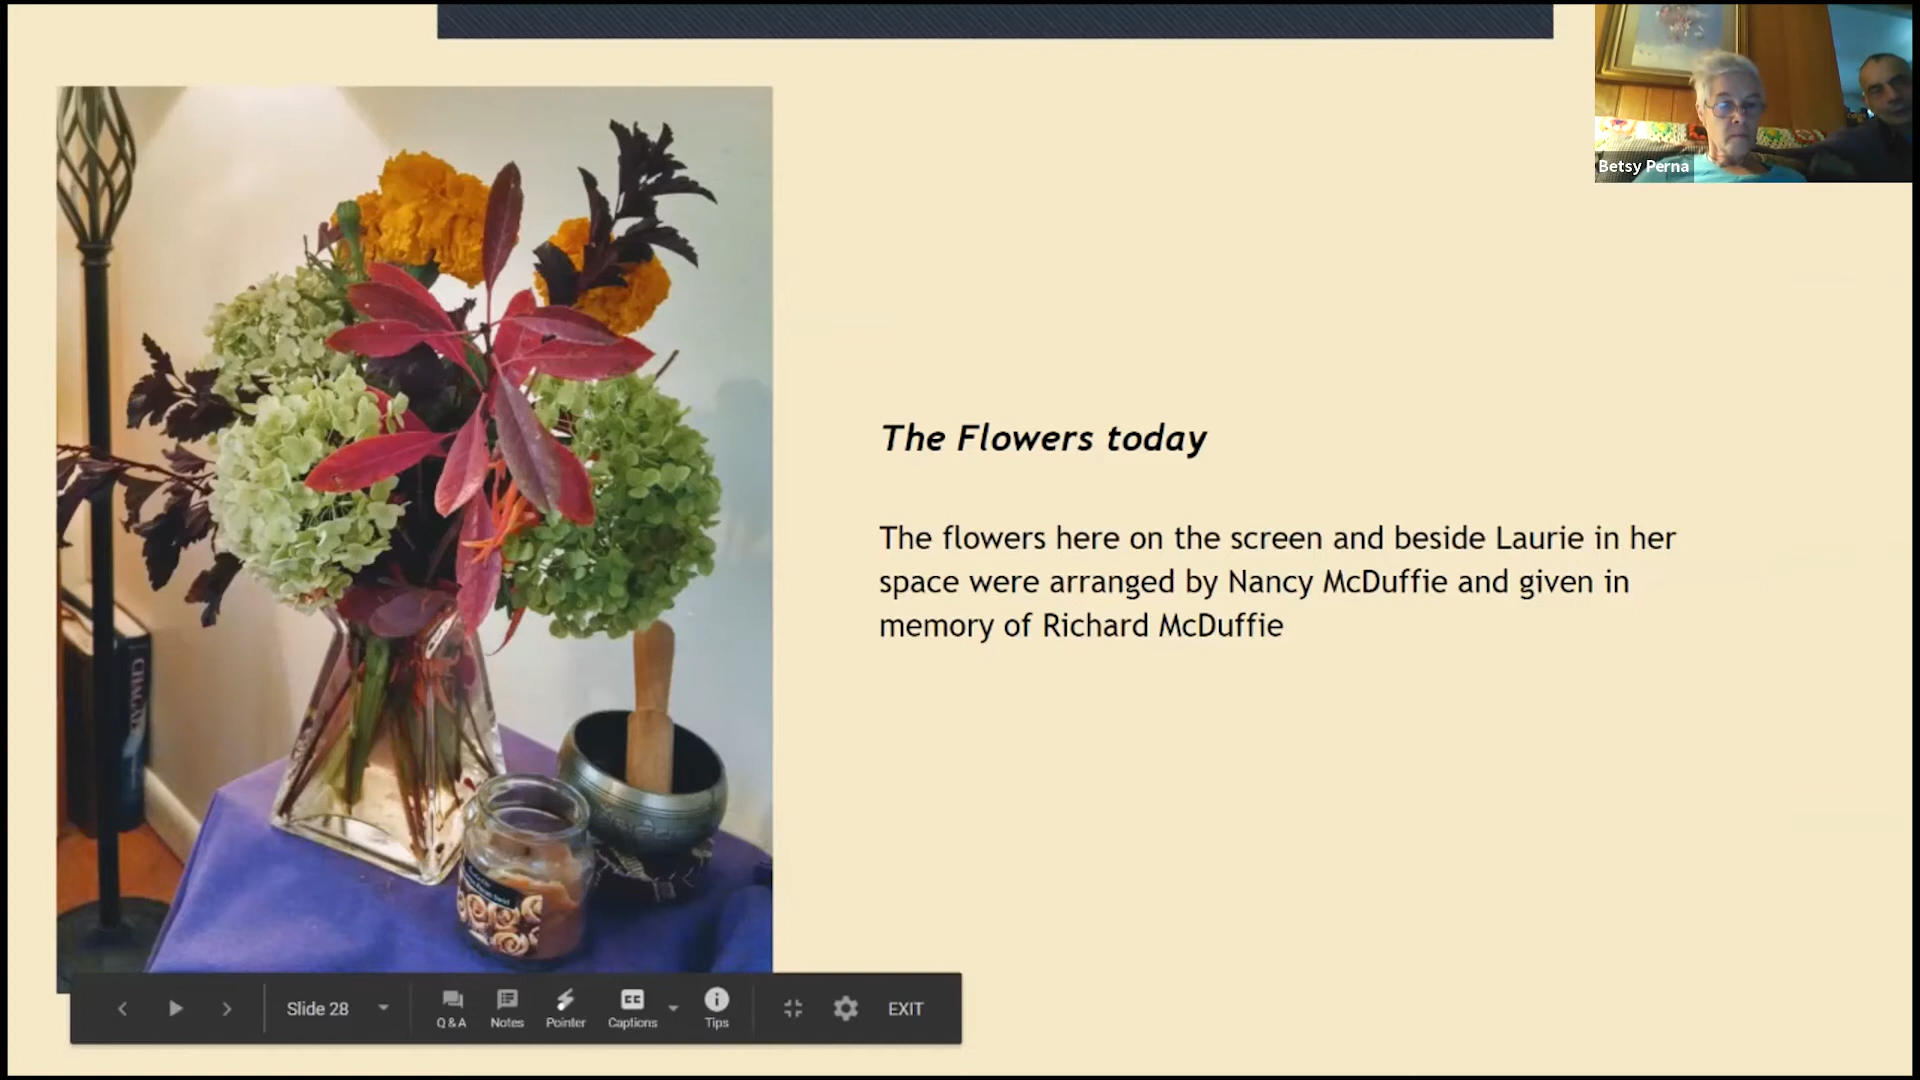 Betsy Perna
The Flowers today
The flowers here on the screen and beside Laurie in her
space were arranged by Nancy McDuffie and given in
memory of Richard McDuffie
CHAGALL
Slide 28
Q & A
Notes
Pointer
Captions
Tips
EXIT